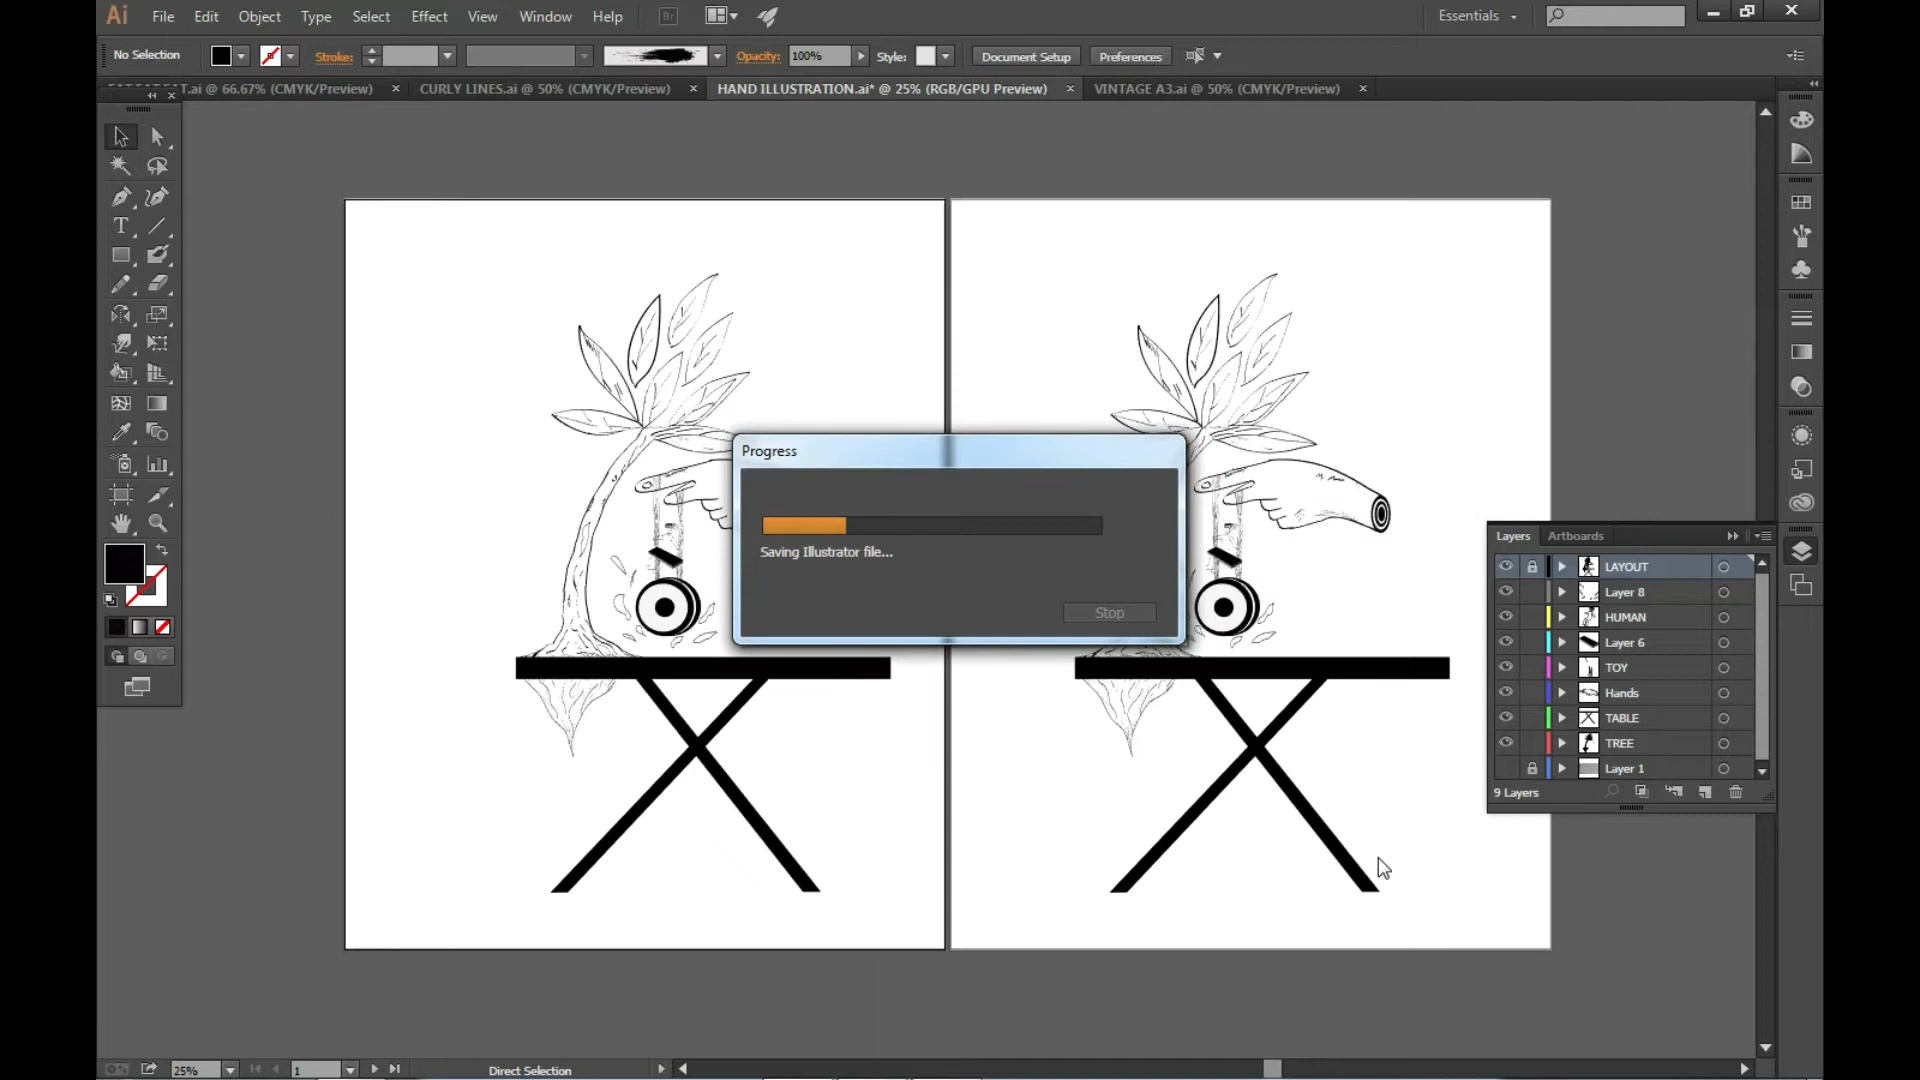 Ai File Edit Object Type Select Effect View Window Help Br Essentials
No Selection Stroke: Opacity: 100% Style: Document Setup Preferences
T.ai @ 66.67% (CMYK/Preview) × CURLY LINES.ai @ 50% (CMYK/Preview) × HAND ILLUSTRATION.ai* @ 25% (RGB/GPU Preview) × VINTAGE A3.ai @ 50% (CMYK/Preview) ×
Progress
Saving Illustrator file...
Stop
Layers Artboards
LAYOUT
Layer 8
HUMAN
Layer 6
TOY
Hands
TABLE
TREE
Layer 1
9 Layers
25% 1 Direct Selection